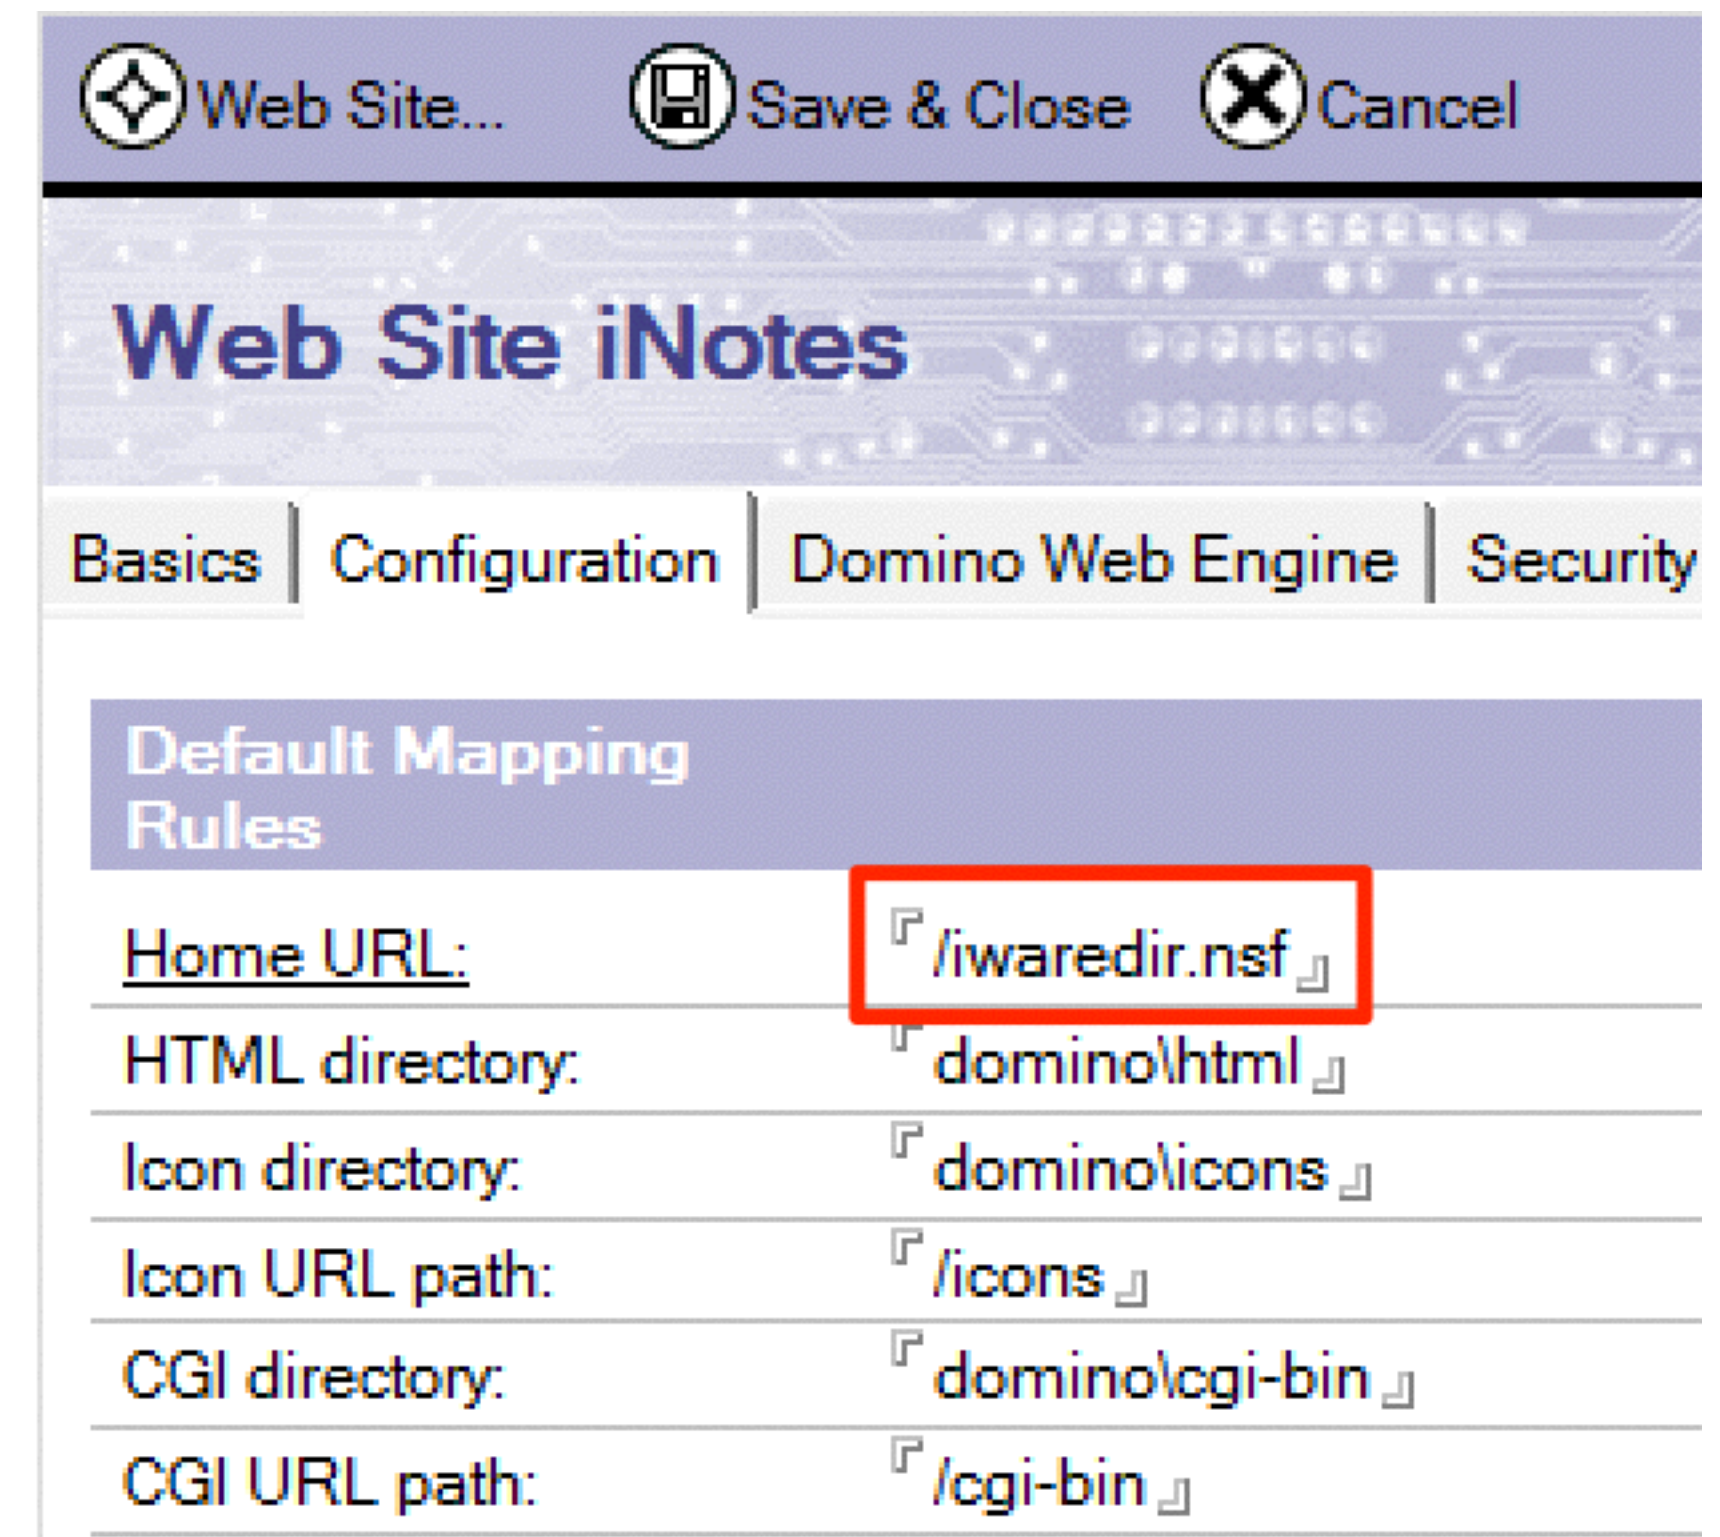 Web Site... Save & Close Cancel
Web Site iNotes
Basics Configuration Domino Web Engine Security
Default Mapping
Rules
Home URL: /iwaredir.nsf
HTML directory: domino\html
Icon directory: domino\icons
Icon URL path: /icons
CGI directory: domino\cgi-bin
CGI URL path: /cgi-bin